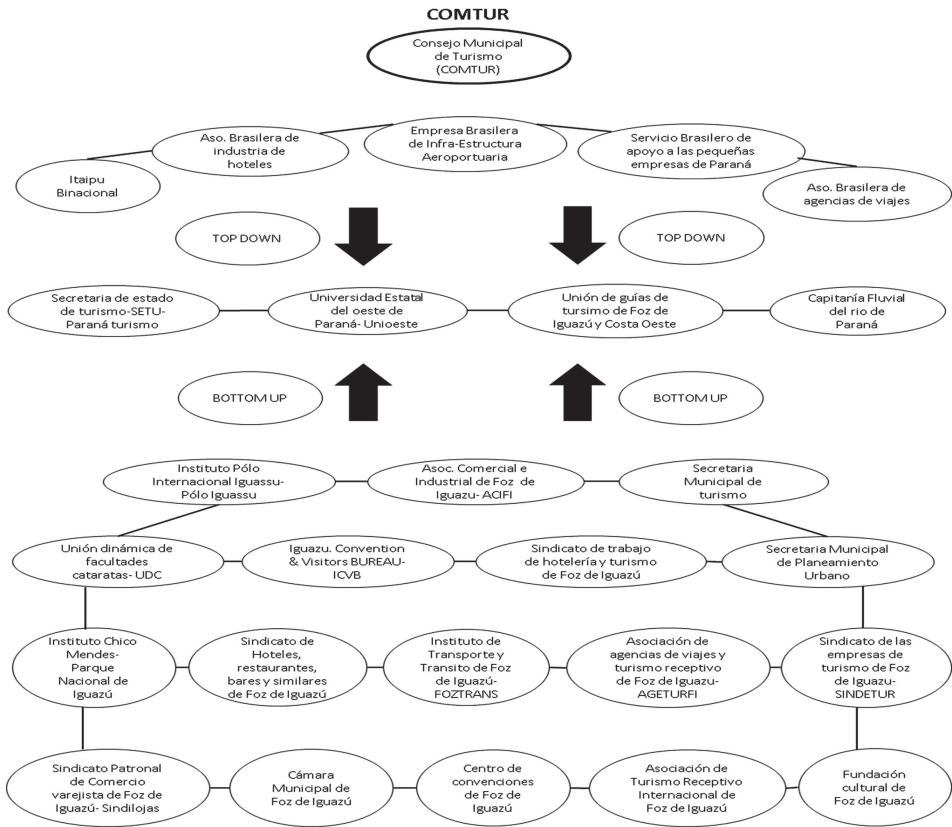 COMTUR
Consejo Municipal
de Turismo
(COMTUR)
Itaipu
Binacional
Aso. Brasilera de
industria de
hoteles
Empresa Brasilera
de Infra-Estructura
Aeroportuaria
Servicio Brasilero de
apoyo a las pequeñas
empresas de Paraná
Aso. Brasilera de
agencias de viajes
TOP DOWN
TOP DOWN
Secretaria de estado
de turismo-SETU-
Paraná turismo
Universidad Estatal
del oeste de
Paraná- Unioeste
Unión de guías de
tursimo de Foz de
Iguazú y Costa Oeste
Capitanía Fluvial
del rio de
Paraná
BOTTOM UP
BOTTOM UP
Instituto Pólo
Internacional Iguassu-
Pólo Iguassu
Asoc. Comercial e
Industrial de Foz de
Iguazu- ACIFI
Secretaria
Municipal de
turismo
Unión dinámica de
facultades
cataratas- UDC
Iguazu. Convention
& Visitors BUREAU-
ICVB
Sindicato de trabajo
de hotelería y turismo
de Foz de Iguazú
Secretaria Municipal
de Planeamiento
Urbano
Instituto Chico
Mendes-
Parque
Nacional de
Iguazú
Sindicato de
Hoteles,
restaurantes,
bares y similares
de Foz de Iguazú
Instituto de
Transporte y
Transito de Foz
de Iguazú-
FOZTRANS
Asociación de
agencias de viajes y
turismo receptivo
de Foz de Iguazu-
AGETURFI
Sindicato de las
empresas de
turismo de Foz
de Iguazu-
SINDETUR
Sindicato Patronal
de Comercio
varejista de Foz de
Iguazú- Sindilojas
Cámara
Municipal de
Foz de Iguazú
Centro de
convenciones
de Foz de
Iguazú
Asociación de
Turismo Receptivo
Internacional de
Foz de Iguazú
Fundación
cultural de
Foz de Iguazú